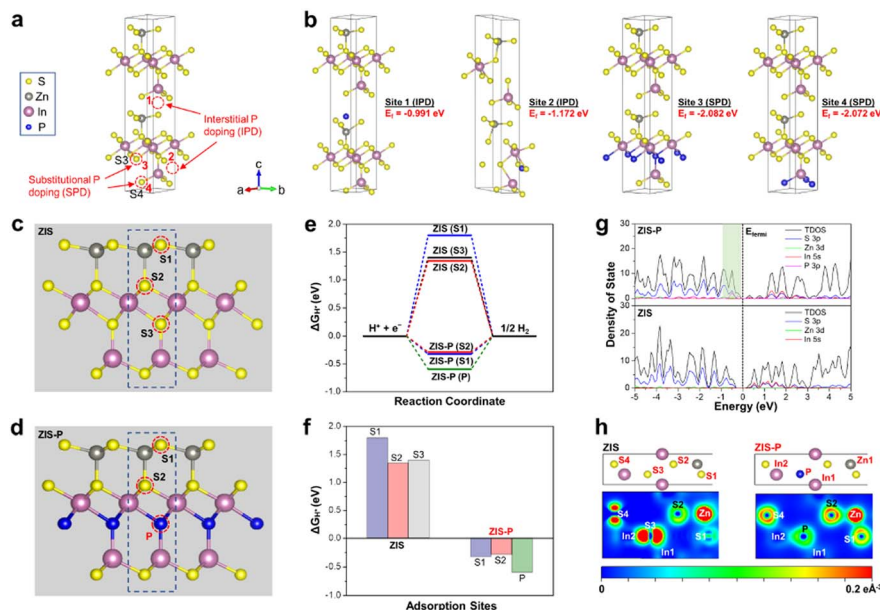 a
S
Zn
In
P
1
Interstitial P
doping (IPD)
S3
3
2
Substitutional P
doping (SPD)
S4
4
c
a
b
b
Site 1 (IPD)
Ef = -0.991 eV
Site 2 (IPD)
Ef = -1.172 eV
Site 3 (SPD)
Ef = -2.082 eV
Site 4 (SPD)
Ef = -2.072 eV
c
ZIS
S1
S2
S3
d
ZIS-P
S1
S2
P
e
ΔGH* (eV)
2.0
1.5
1.0
0.5
0.0
-0.5
-1.0
ZIS (S1)
ZIS (S3)
ZIS (S2)
H+ + e−
1/2 H2
ZIS-P (S2)
ZIS-P (S1)
ZIS-P (P)
Reaction Coordinate
f
ΔGH* (eV)
2.0
1.5
1.0
0.5
0.0
-0.5
-1.0
S1
S2
S3
ZIS
ZIS-P
S1
S2
P
Adsorption Sites
g
Density of State
30
25
20
15
10
5
0
ZIS-P
Efermi
TDOS
S 3p
Zn 3d
In 5s
P 3p
25
20
15
10
5
0
ZIS
TDOS
S 3p
Zn 3d
In 5s
-5 -4 -3 -2 -1 0 1 2 3 4 5
Energy (eV)
h
ZIS
ZIS-P
S4
In2
S3
S2
S1
In2
P
S2
Zn1
S4
S3
S2
Zn
In2
In1
S1
S4
S2
Zn
In2
P
In1
S1
0
0.2 eÅ-3